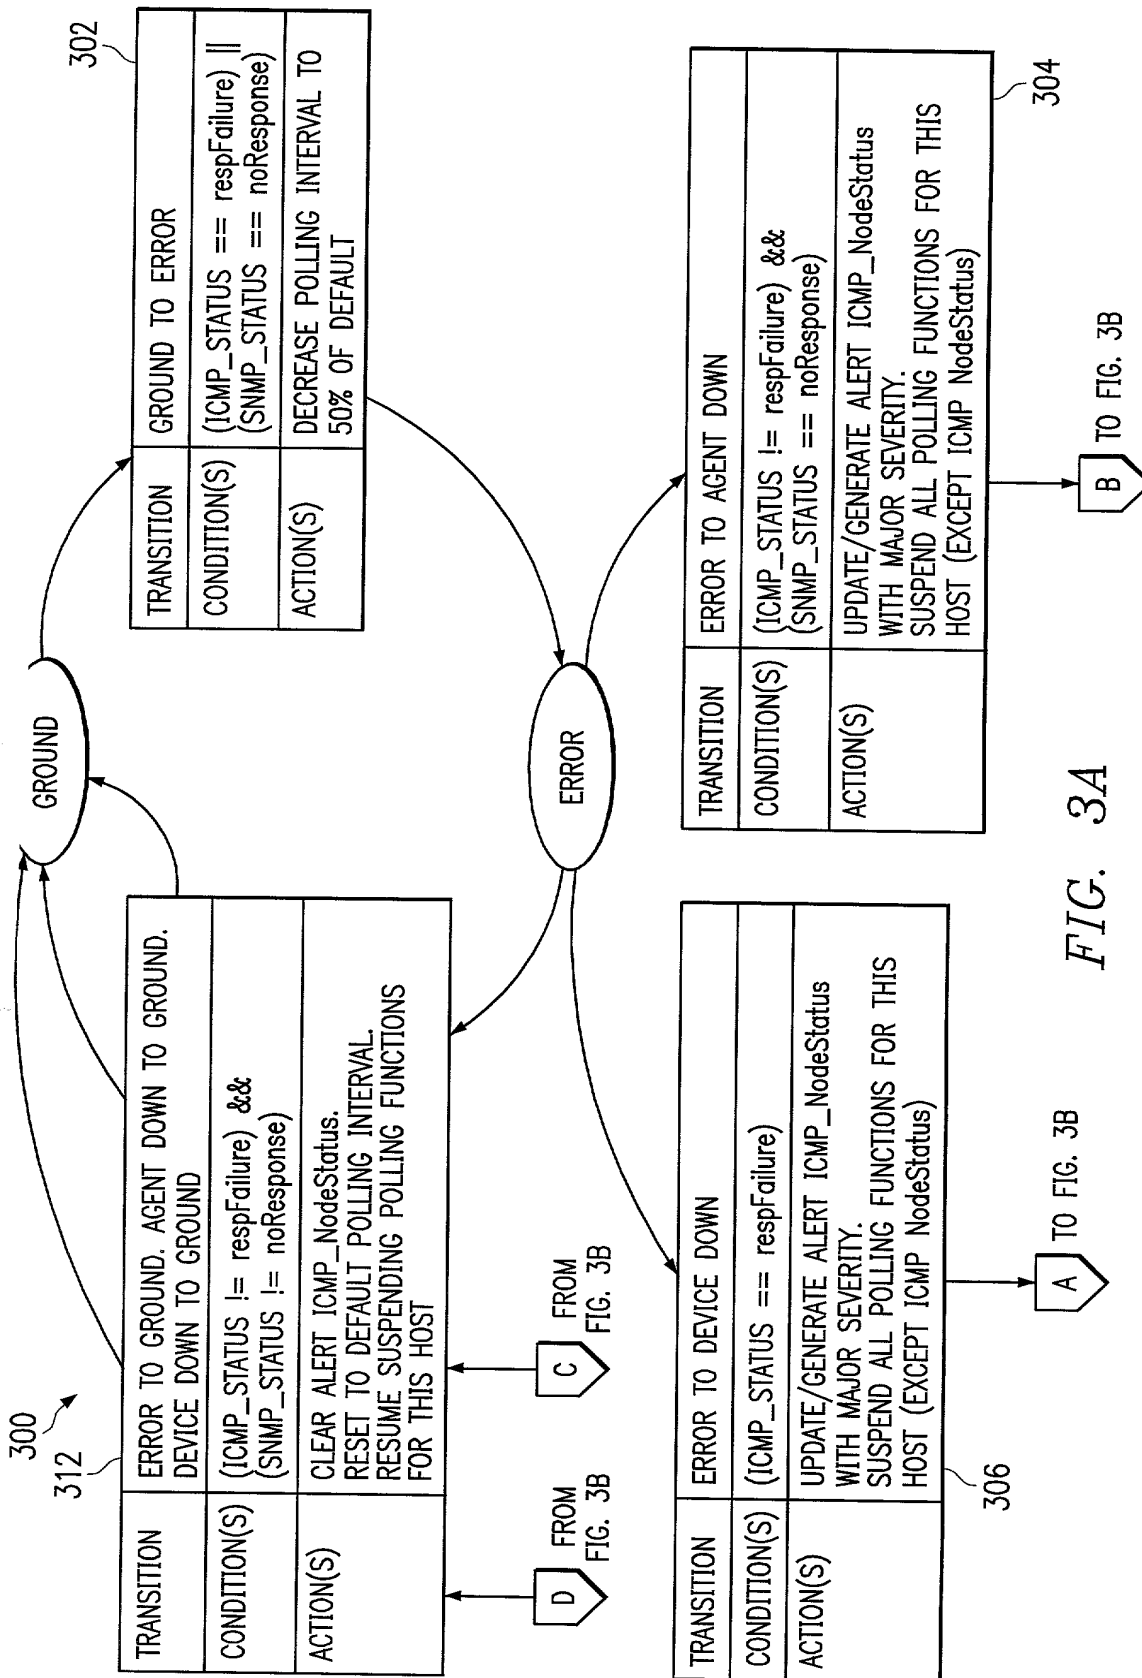 300
312
TRANSITION
ERROR TO GROUND. AGENT DOWN TO GROUND.
DEVICE DOWN TO GROUND
CONDITION(S)
(ICMP_STATUS != respFailure) &&
(SNMP_STATUS != noResponse)
ACTION(S)
CLEAR ALERT ICMP_NodeStatus.
RESET TO DEFAULT POLLING INTERVAL.
RESUME SUSPENDING POLLING FUNCTIONS
FOR THIS HOST
D
FROM
FIG. 3B
C
FROM
FIG. 3B
GROUND
302
TRANSITION
GROUND TO ERROR
CONDITION(S)
(ICMP_STATUS == respFailure) ||
(SNMP_STATUS == noResponse)
ACTION(S)
DECREASE POLLING INTERVAL TO
50% OF DEFAULT
ERROR
TRANSITION
ERROR TO DEVICE DOWN
CONDITION(S)
(ICMP_STATUS == respFailure)
ACTION(S)
UPDATE/GENERATE ALERT ICMP_NodeStatus
WITH MAJOR SEVERITY.
SUSPEND ALL POLLING FUNCTIONS FOR THIS
HOST (EXCEPT ICMP NodeStatus)
306
A
TO FIG. 3B
TRANSITION
ERROR TO AGENT DOWN
CONDITION(S)
(ICMP_STATUS != respFailure) &&
(SNMP_STATUS == noResponse)
ACTION(S)
UPDATE/GENERATE ALERT ICMP_NodeStatus
WITH MAJOR SEVERITY.
SUSPEND ALL POLLING FUNCTIONS FOR THIS
HOST (EXCEPT ICMP NodeStatus)
304
B
TO FIG. 3B
FIG. 3A